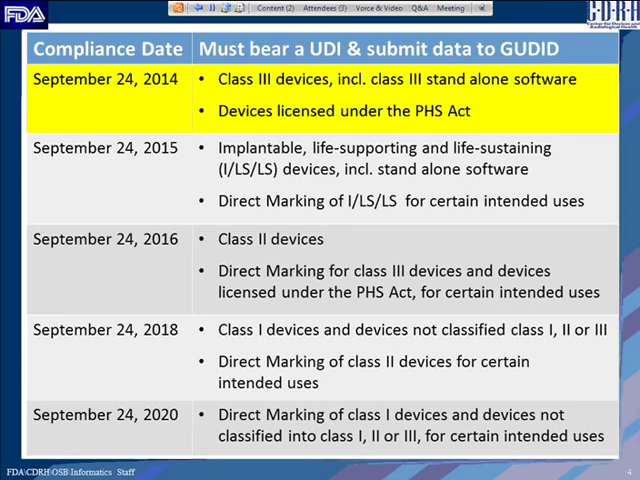 FDA
Content (2) Attendees (3) Voice & Video Q&A Meeting
CDRH
Center for Devices and
Radiological Health
Compliance Date Must bear a UDI & submit data to GUDID
September 24, 2014 • Class III devices, incl. class III stand alone software
• Devices licensed under the PHS Act
September 24, 2015 • Implantable, life-supporting and life-sustaining
(I/LS/LS) devices, incl. stand alone software
• Direct Marking of I/LS/LS for certain intended uses
September 24, 2016 • Class II devices
• Direct Marking for class III devices and devices
licensed under the PHS Act, for certain intended uses
September 24, 2018 • Class I devices and devices not classified class I, II or III
• Direct Marking of class II devices for certain
intended uses
September 24, 2020 • Direct Marking of class I devices and devices not
classified into class I, II or III, for certain intended uses
FDA\CDRH\OSB\Informatics Staff
4